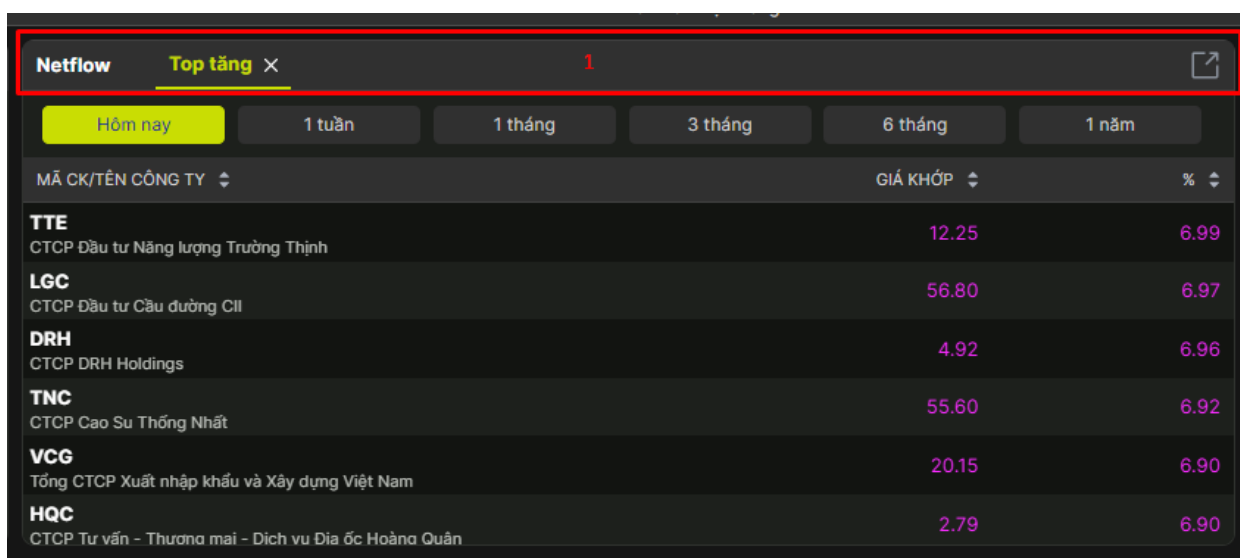 Netflow Top tăng × 1
Hôm nay 1 tuần 1 tháng 3 tháng 6 tháng 1 năm
MÃ CK/TÊN CÔNG TY GIÁ KHỚP %
TTE 12.25 6.99
CTCP Đầu tư Năng lượng Trường Thịnh
LGC 56.80 6.97
CTCP Đầu tư Cầu đường CII
DRH 4.92 6.96
CTCP DRH Holdings
TNC 55.60 6.92
CTCP Cao Su Thống Nhất
VCG 20.15 6.90
Tổng CTCP Xuất nhập khẩu và Xây dựng Việt Nam
HQC 2.79 6.90
CTCP Tư vấn - Thương mại - Dịch vụ Địa ốc Hoàng Quân